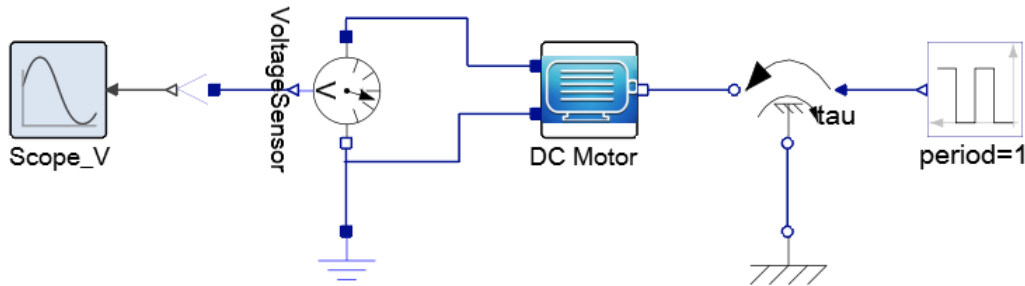 VoltageSensor
V
tau
Scope_V
DC Motor
period=1